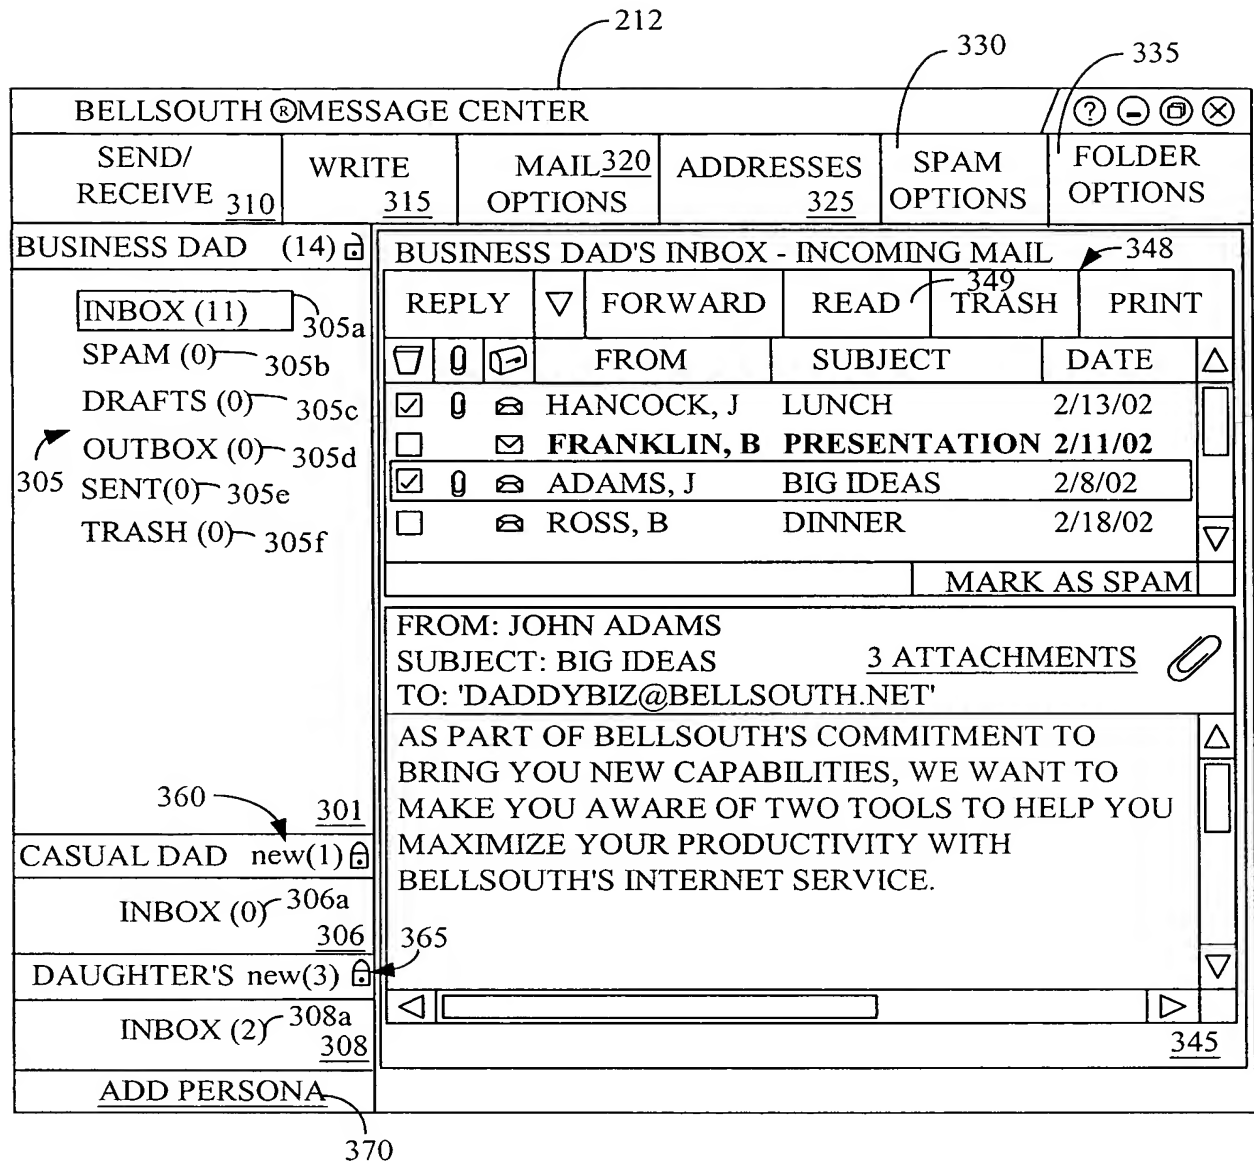 212
330
335
BELLSOUTH ®MESSAGE CENTER
?
SEND/
RECEIVE 310
WRITE
315
MAIL 320
OPTIONS
ADDRESSES
325
SPAM
OPTIONS
FOLDER
OPTIONS
BUSINESS DAD (14)
INBOX (11)
305a
SPAM (0) 305b
DRAFTS (0) 305c
OUTBOX (0) 305d
305
SENT(0) 305e
TRASH (0) 305f
301
360
CASUAL DAD new(1)
INBOX (0) 306a
306
DAUGHTER'S new(3)
365
INBOX (2) 308a
308
ADD PERSONA
370
BUSINESS DAD'S INBOX - INCOMING MAIL
348
REPLY FORWARD READ 349 TRASH PRINT
FROM SUBJECT DATE
HANCOCK, J LUNCH 2/13/02
FRANKLIN, B PRESENTATION 2/11/02
ADAMS, J BIG IDEAS 2/8/02
ROSS, B DINNER 2/18/02
MARK AS SPAM
FROM: JOHN ADAMS
SUBJECT: BIG IDEAS
3 ATTACHMENTS
TO: 'DADDYBIZ@BELLSOUTH.NET'
AS PART OF BELLSOUTH'S COMMITMENT TO
BRING YOU NEW CAPABILITIES, WE WANT TO
MAKE YOU AWARE OF TWO TOOLS TO HELP YOU
MAXIMIZE YOUR PRODUCTIVITY WITH
BELLSOUTH'S INTERNET SERVICE.
345